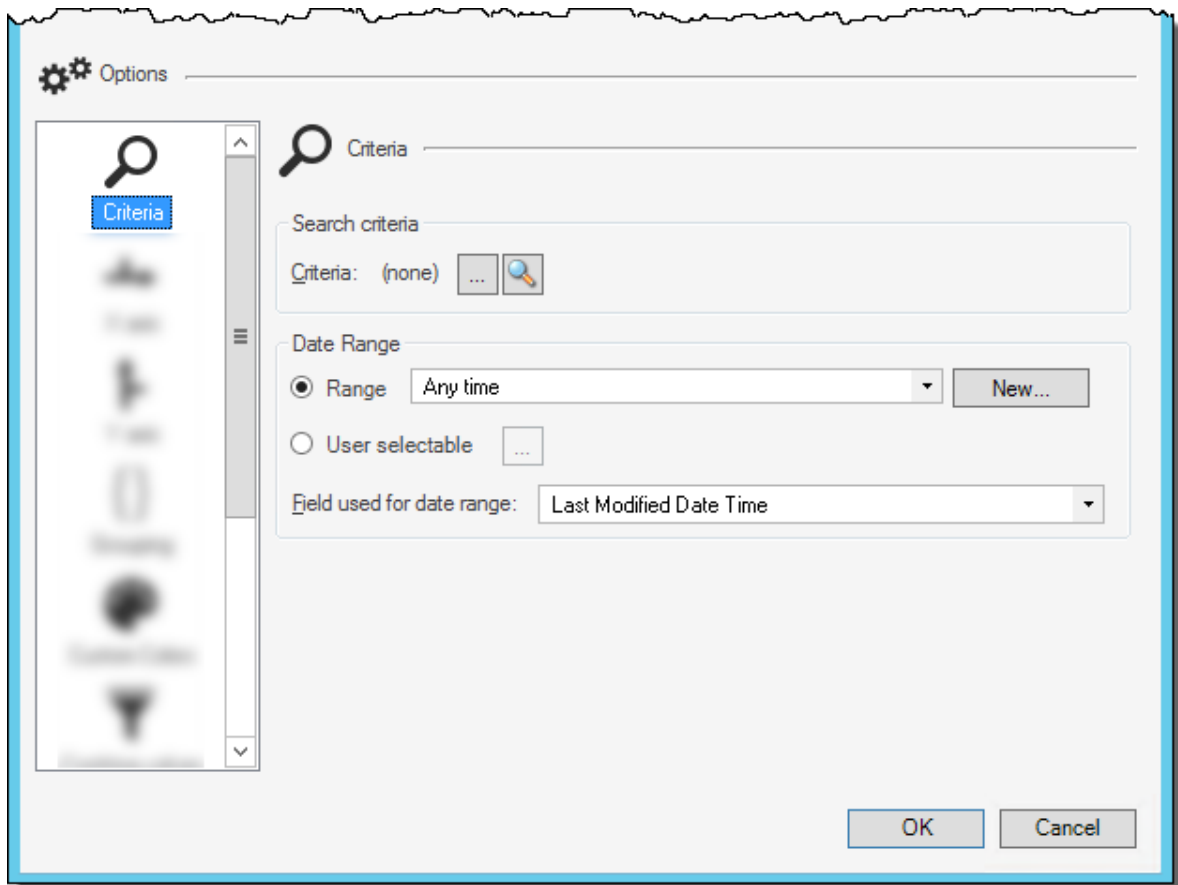 Options
Criteria
Criteria
Search criteria
Criteria: (none) ...
Date Range
Range Any time New...
User selectable ...
Field used for date range: Last Modified Date Time
OK Cancel